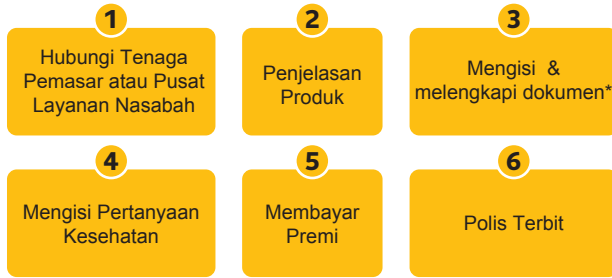 1
Hubungi Tenaga
Pemasar atau Pusat
Layanan Nasabah
2
Penjelasan
Produk
3
Mengisi &
melengkapi dokumen*
4
Mengisi Pertanyaan
Kesehatan
5
Membayar
Premi
6
Polis Terbit